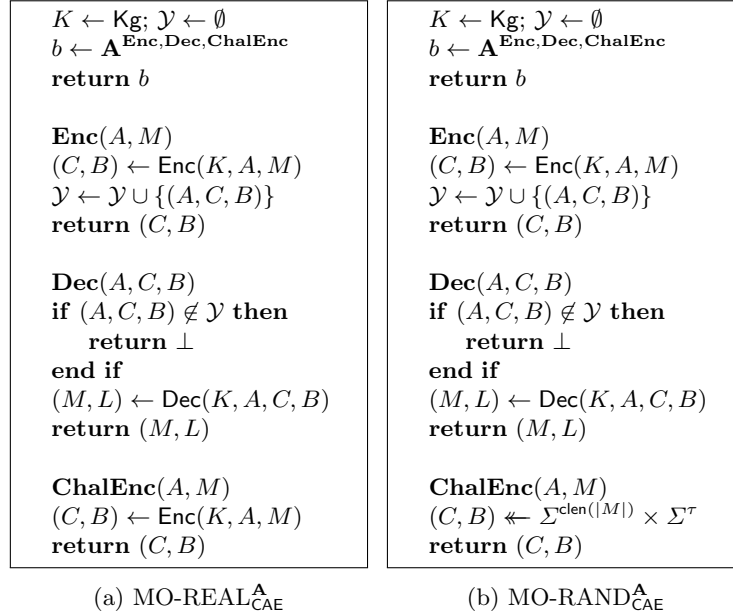 K ← Kg; 𝒴 ← ∅
b ← A^{Enc,Dec,ChalEnc}
return b
Enc(A, M)
(C, B) ← Enc(K, A, M)
𝒴 ← 𝒴 ∪ {(A, C, B)}
return (C, B)
Dec(A, C, B)
if (A, C, B) ∉ 𝒴 then
return ⊥
end if
(M, L) ← Dec(K, A, C, B)
return (M, L)
ChalEnc(A, M)
(C, B) ← Enc(K, A, M)
return (C, B)
(a) MO-REAL^A_CAE
K ← Kg; 𝒴 ← ∅
b ← A^{Enc,Dec,ChalEnc}
return b
Enc(A, M)
(C, B) ← Enc(K, A, M)
𝒴 ← 𝒴 ∪ {(A, C, B)}
return (C, B)
Dec(A, C, B)
if (A, C, B) ∉ 𝒴 then
return ⊥
end if
(M, L) ← Dec(K, A, C, B)
return (M, L)
ChalEnc(A, M)
(C, B) ↞ Σ^{clen(|M|)} × Σ^τ
return (C, B)
(b) MO-RAND^A_CAE